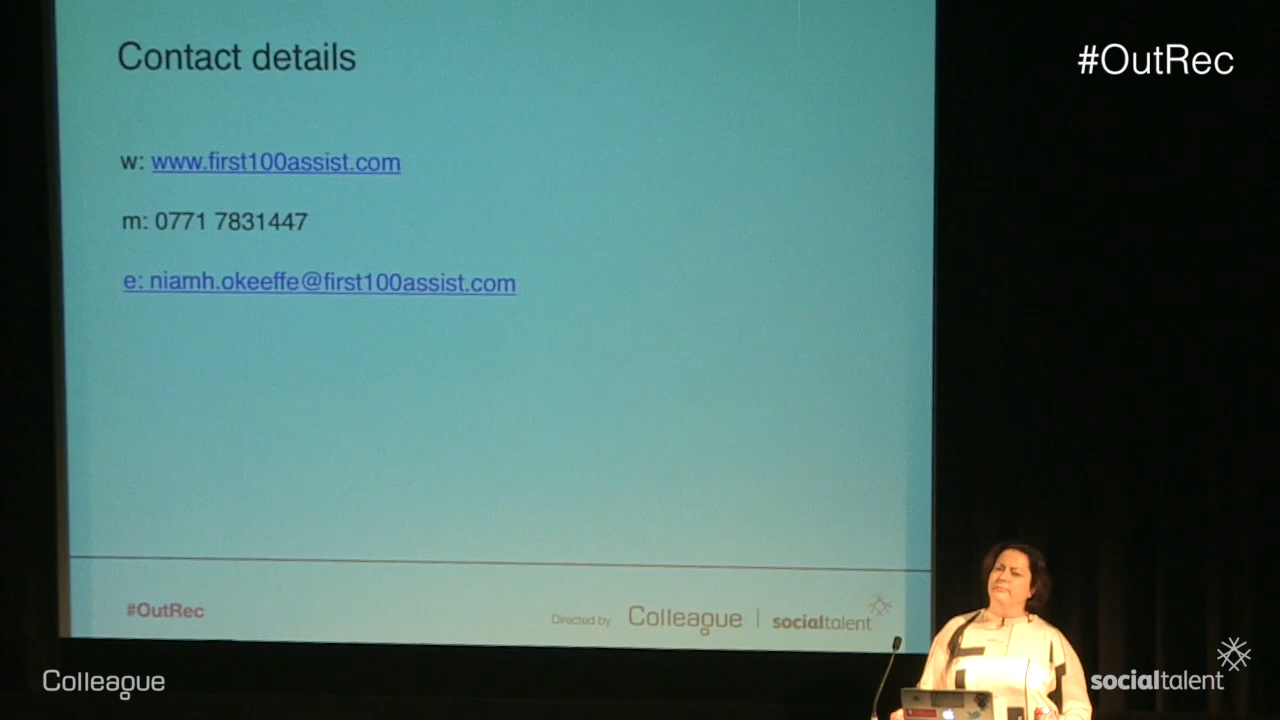 Contact details
#OutRec
w: www.first100assist.com
m: 0771 7831447
e: niamh.okeeffe@first100assist.com
#OutRec
Directed by Colleague | socialtalent
Colleague
socialtalent